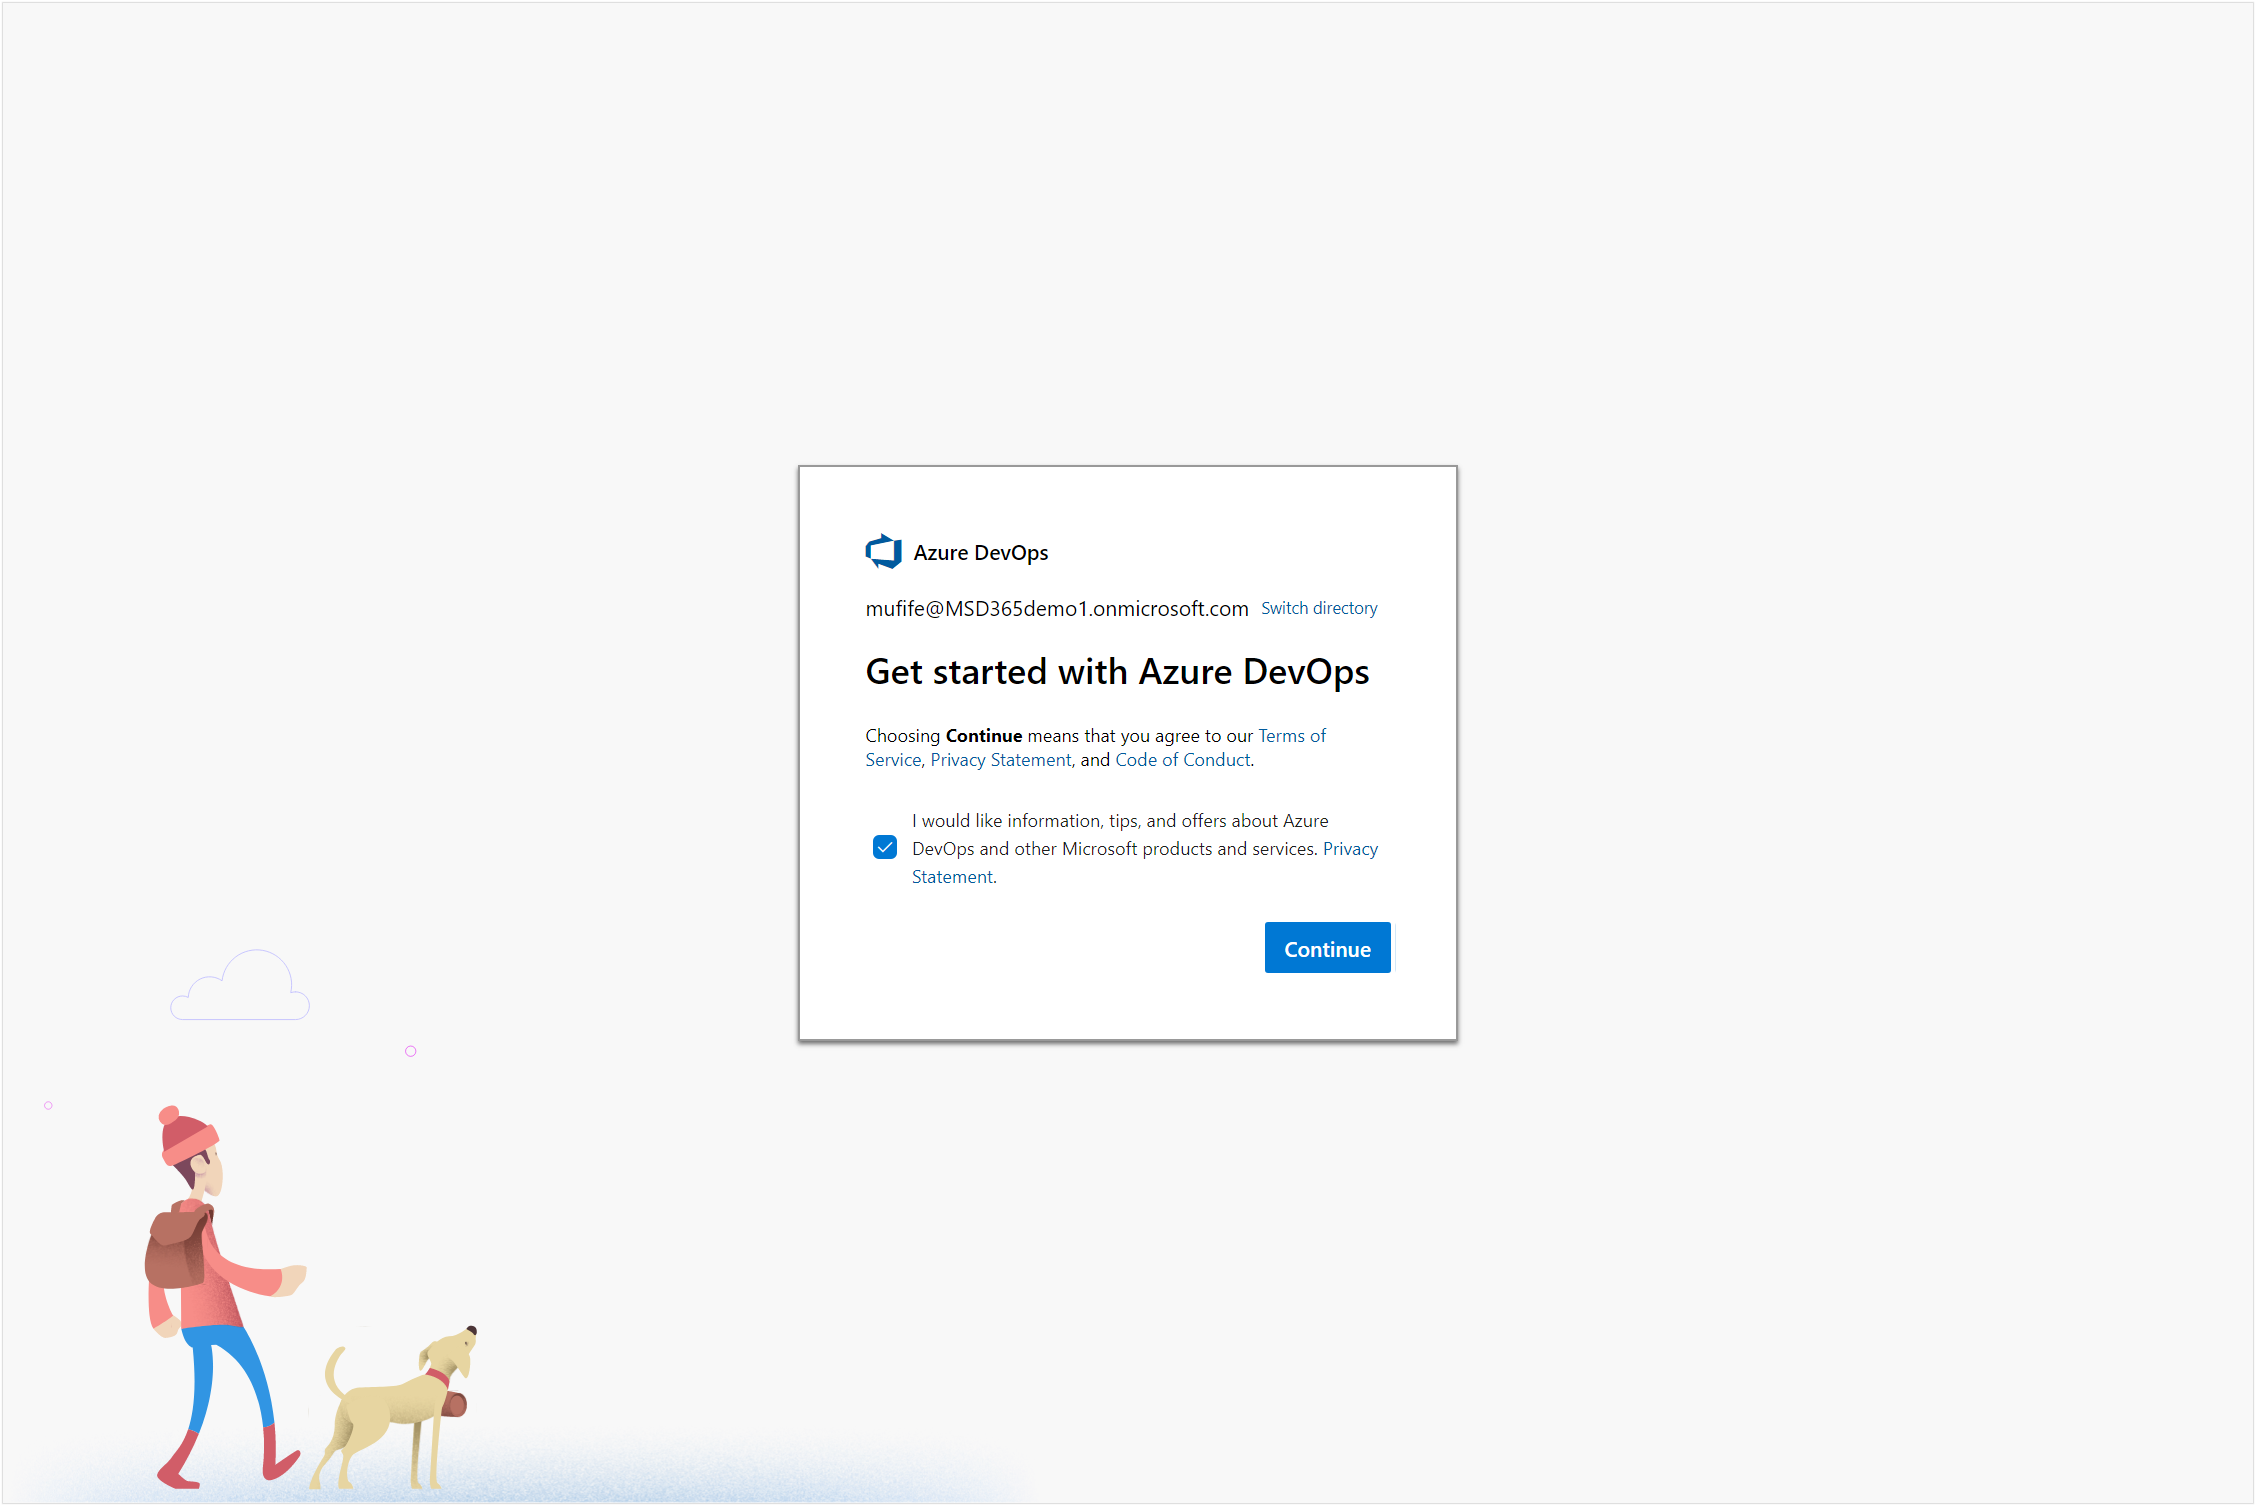 Azure DevOps
mufife@MSD365demo1.onmicrosoft.com Switch directory
Get started with Azure DevOps
Choosing Continue means that you agree to our Terms of
Service, Privacy Statement, and Code of Conduct.
I would like information, tips, and offers about Azure
DevOps and other Microsoft products and services. Privacy
Statement.
Continue